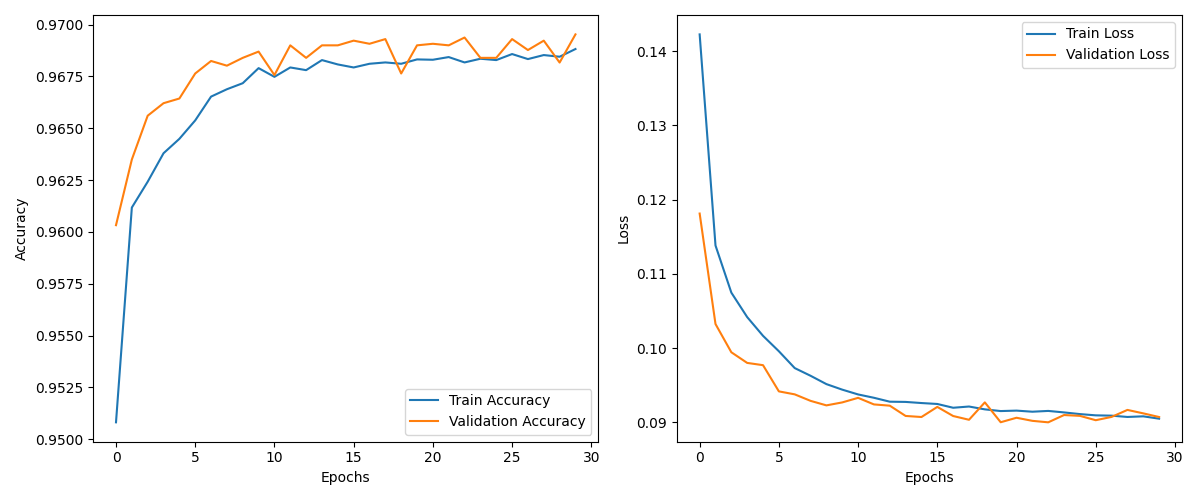 0.9700
0.9675
0.9650
0.9625
0.9600
0.9575
0.9550
0.9525
0.9500
Accuracy
0 5 10 15 20 25 30
Epochs
Train Accuracy
Validation Accuracy
0.14
0.13
0.12
0.11
0.10
0.09
Loss
0 5 10 15 20 25 30
Epochs
Train Loss
Validation Loss